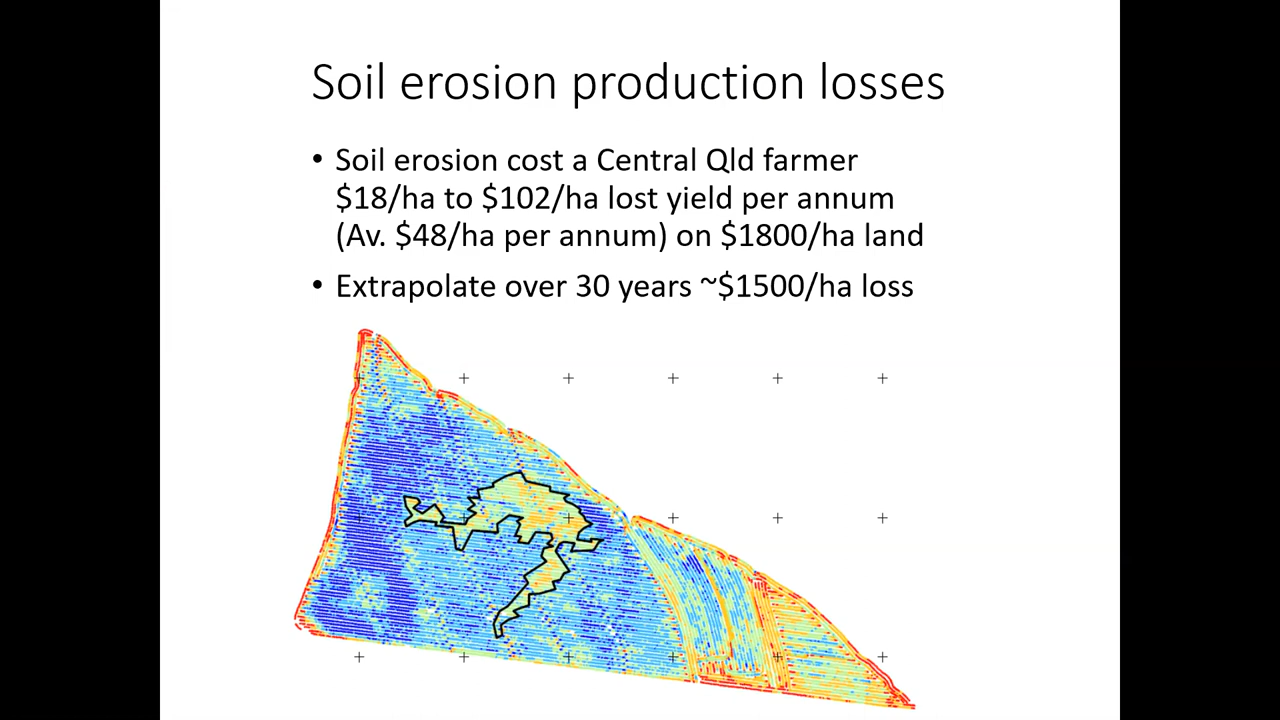 Soil erosion production losses
• Soil erosion cost a Central Qld farmer
$18/ha to $102/ha lost yield per annum
(Av. $48/ha per annum) on $1800/ha land
• Extrapolate over 30 years ~$1500/ha loss